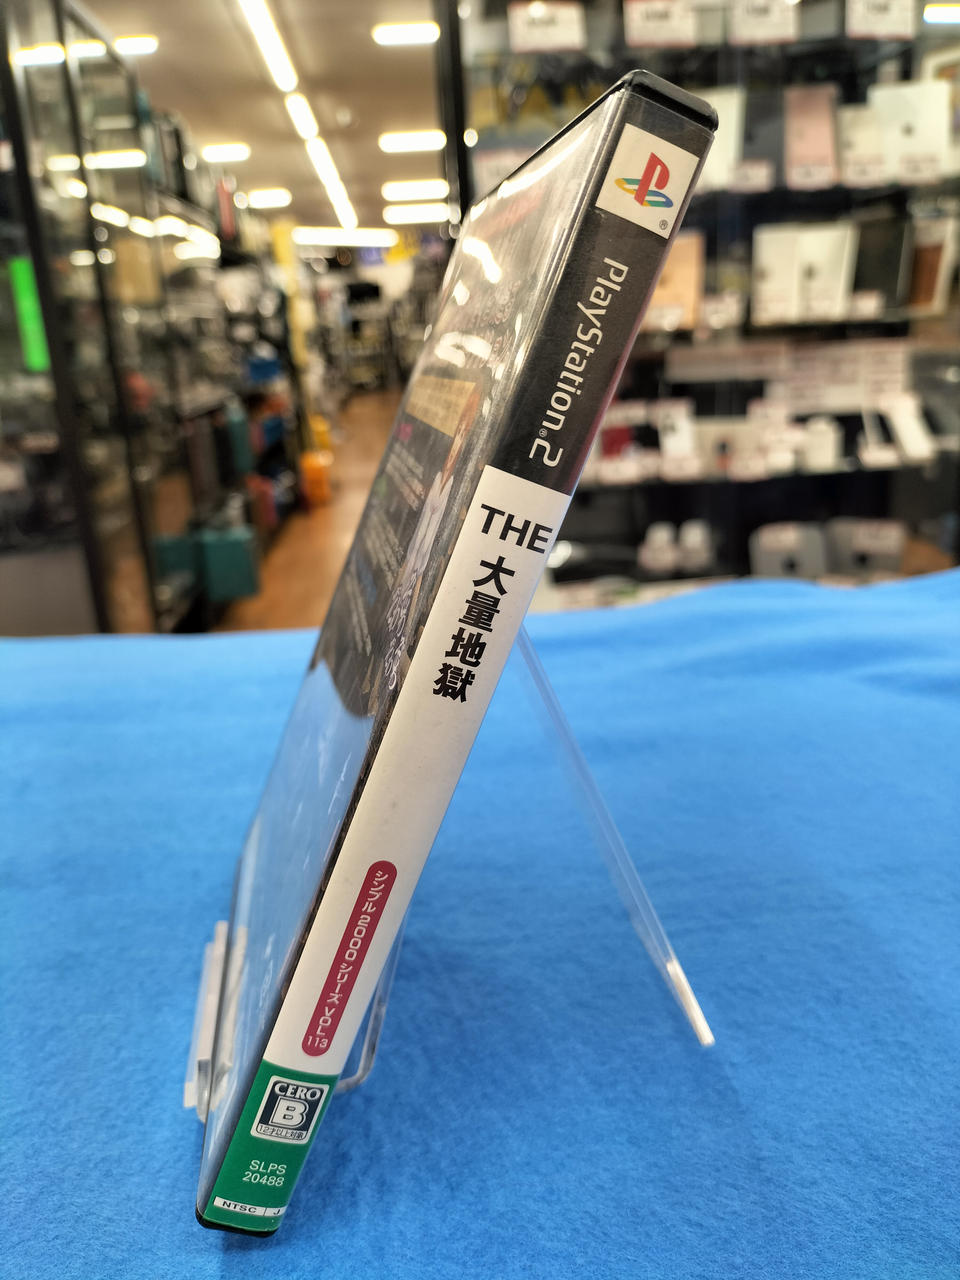 PlayStation®2
THE
大量地獄
シンプル2000シリーズ VOL.113
CERO
B
12才以上対象
SLPS
20488
NTSC J